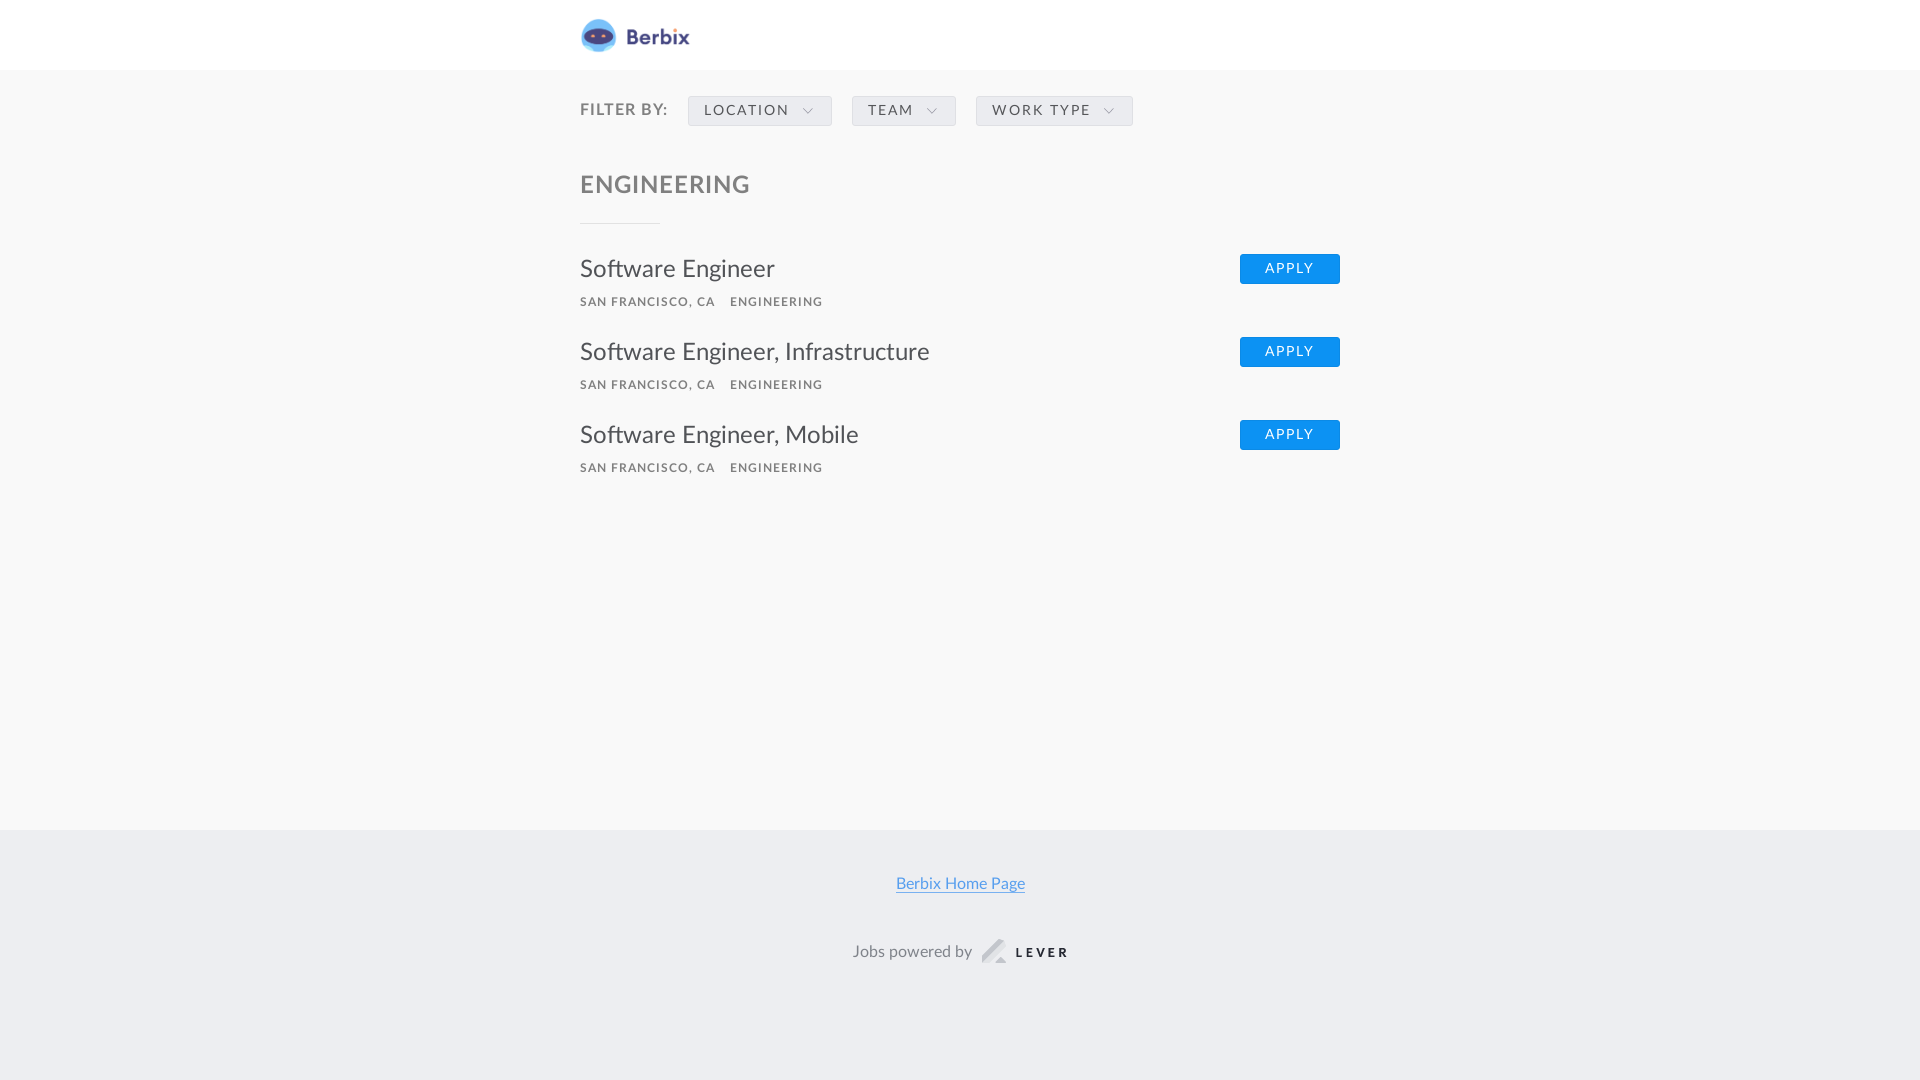 Berbix
FILTER BY: LOCATION TEAM WORK TYPE
ENGINEERING
Software Engineer
APPLY
SAN FRANCISCO, CA ENGINEERING
Software Engineer, Infrastructure
APPLY
SAN FRANCISCO, CA ENGINEERING
Software Engineer, Mobile
APPLY
SAN FRANCISCO, CA ENGINEERING
Berbix Home Page
Jobs powered by LEVER